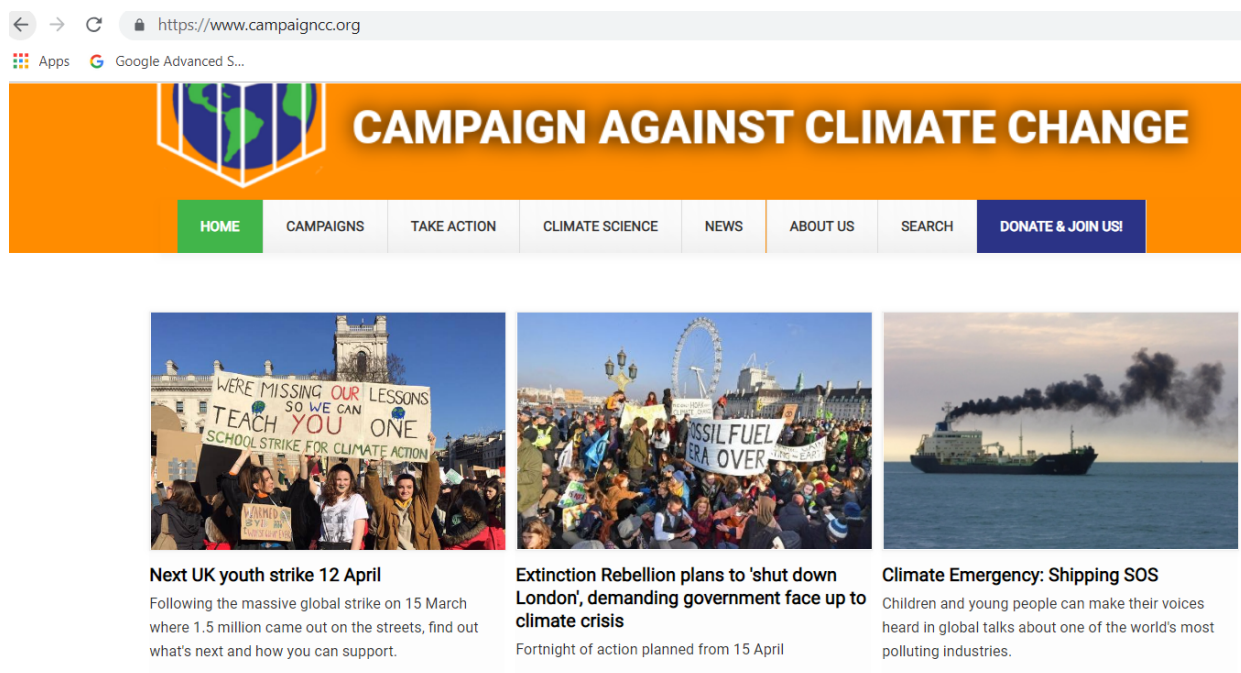 https://www.campaigncc.org
Apps
Google Advanced S...
CAMPAIGN AGAINST CLIMATE CHANGE
HOME
CAMPAIGNS
TAKE ACTION
CLIMATE SCIENCE
NEWS
ABOUT US
SEARCH
DONATE & JOIN US!
WE'RE MISSING OUR LESSONS
SO WE CAN
TEACH YOU ONE
SCHOOL STRIKE FOR CLIMATE ACTION
FOSSIL FUEL
ERA OVER
Next UK youth strike 12 April
Following the massive global strike on 15 March
where 1.5 million came out on the streets, find out
what's next and how you can support.
Extinction Rebellion plans to 'shut down
London', demanding government face up to
climate crisis
Fortnight of action planned from 15 April
Climate Emergency: Shipping SOS
Children and young people can make their voices
heard in global talks about one of the world's most
polluting industries.